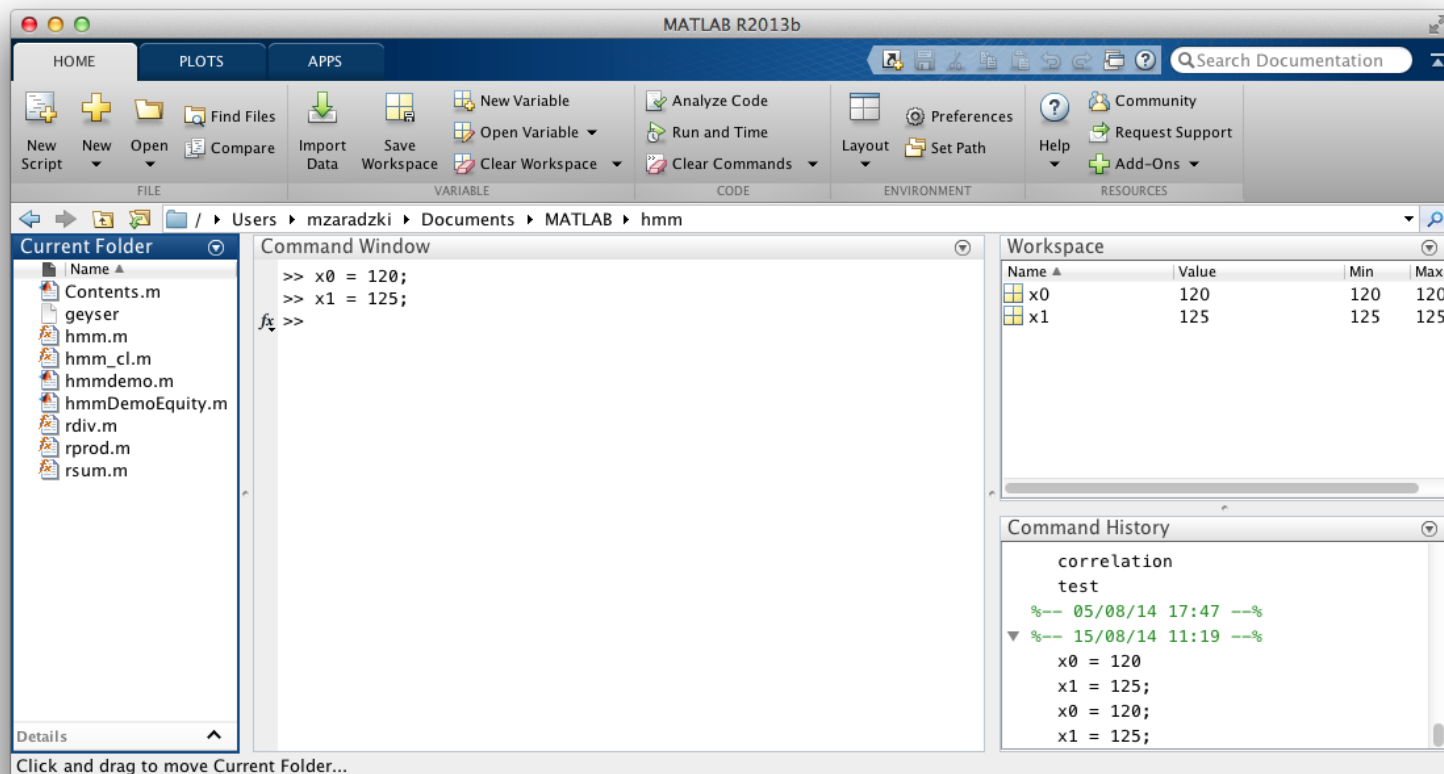 MATLAB R2013b
HOME PLOTS APPS
Search Documentation
New Script
New
Open
Find Files
Compare
Import Data
Save Workspace
New Variable
Open Variable
Clear Workspace
Analyze Code
Run and Time
Clear Commands
Layout
Preferences
Set Path
Help
Community
Request Support
Add-Ons
FILE VARIABLE CODE ENVIRONMENT RESOURCES
/ Users mzaradzki Documents MATLAB hmm
Current Folder
Name
Contents.m
geyser
hmm.m
hmm_cl.m
hmmdemo.m
hmmDemoEquity.m
rdiv.m
rprod.m
rsum.m
Details
Command Window
>> x0 = 120;
>> x1 = 125;
fx >>
Workspace
Name Value Min Max
x0 120 120 120
x1 125 125 125
Command History
correlation
test
%-- 05/08/14 17:47 --%
%-- 15/08/14 11:19 --%
x0 = 120
x1 = 125;
x0 = 120;
x1 = 125;
Click and drag to move Current Folder...